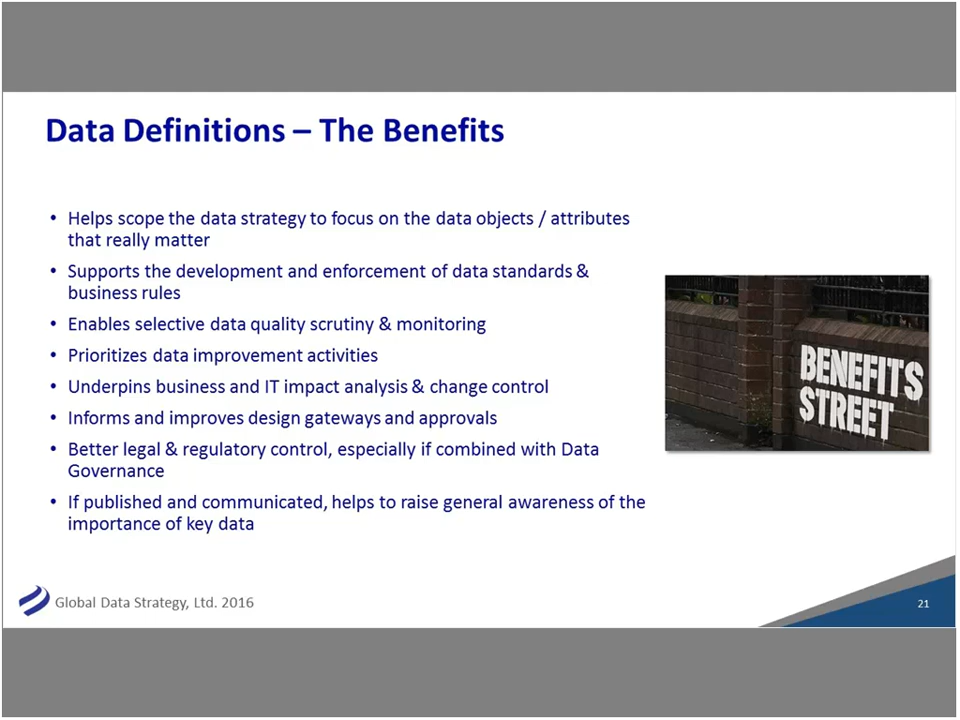 Data Definitions – The Benefits
• Helps scope the data strategy to focus on the data objects / attributes
that really matter
• Supports the development and enforcement of data standards &
business rules
• Enables selective data quality scrutiny & monitoring
• Prioritizes data improvement activities
• Underpins business and IT impact analysis & change control
• Informs and improves design gateways and approvals
• Better legal & regulatory control, especially if combined with Data
Governance
• If published and communicated, helps to raise general awareness of the
importance of key data
BENEFITS
STREET
Global Data Strategy, Ltd. 2016
21